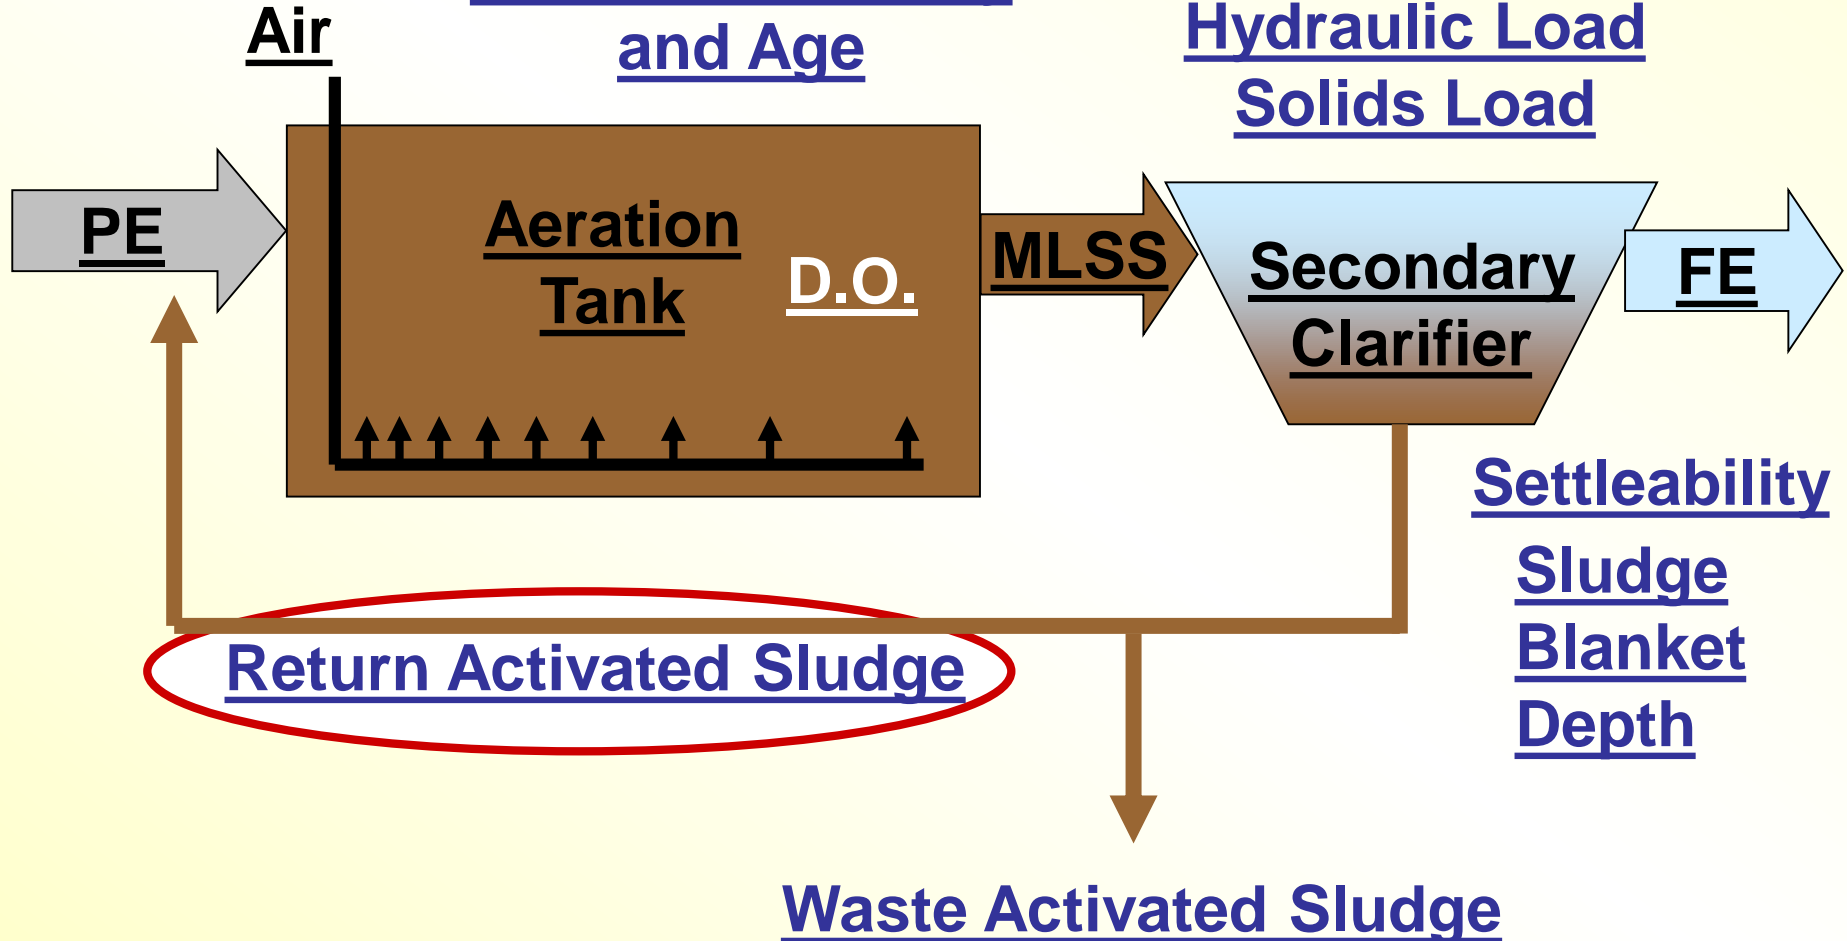 Air
and Age
Hydraulic Load
Solids Load
PE
Aeration
Tank
D.O.
MLSS
Secondary
Clarifier
FE
Settleability
Sludge
Blanket
Depth
Return Activated Sludge
Waste Activated Sludge